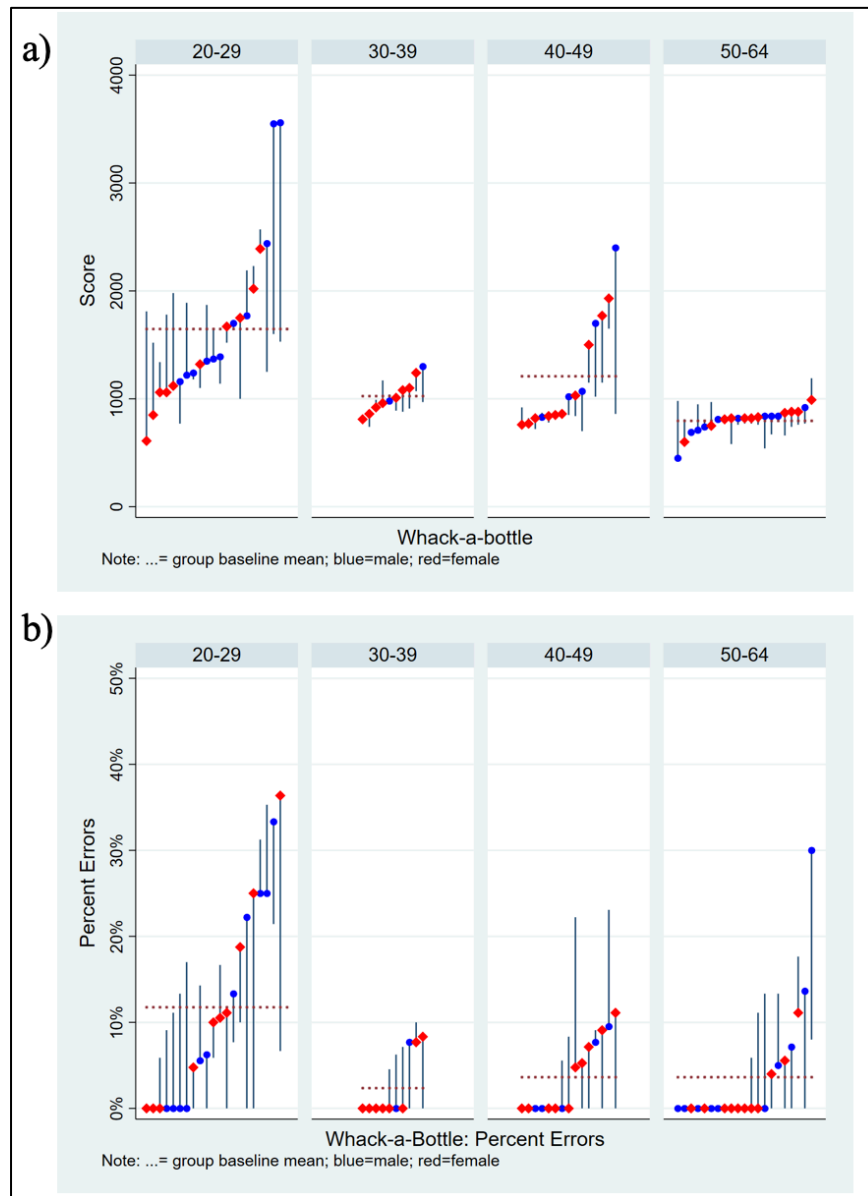 a)
20-29 30-39 40-49 50-64
4000
3000
2000
1000
0
Score
Whack-a-bottle
Note: ...= group baseline mean; blue=male; red=female
b)
20-29 30-39 40-49 50-64
50%
40%
30%
20%
10%
0%
Percent Errors
Whack-a-Bottle: Percent Errors
Note: ...= group baseline mean; blue=male; red=female